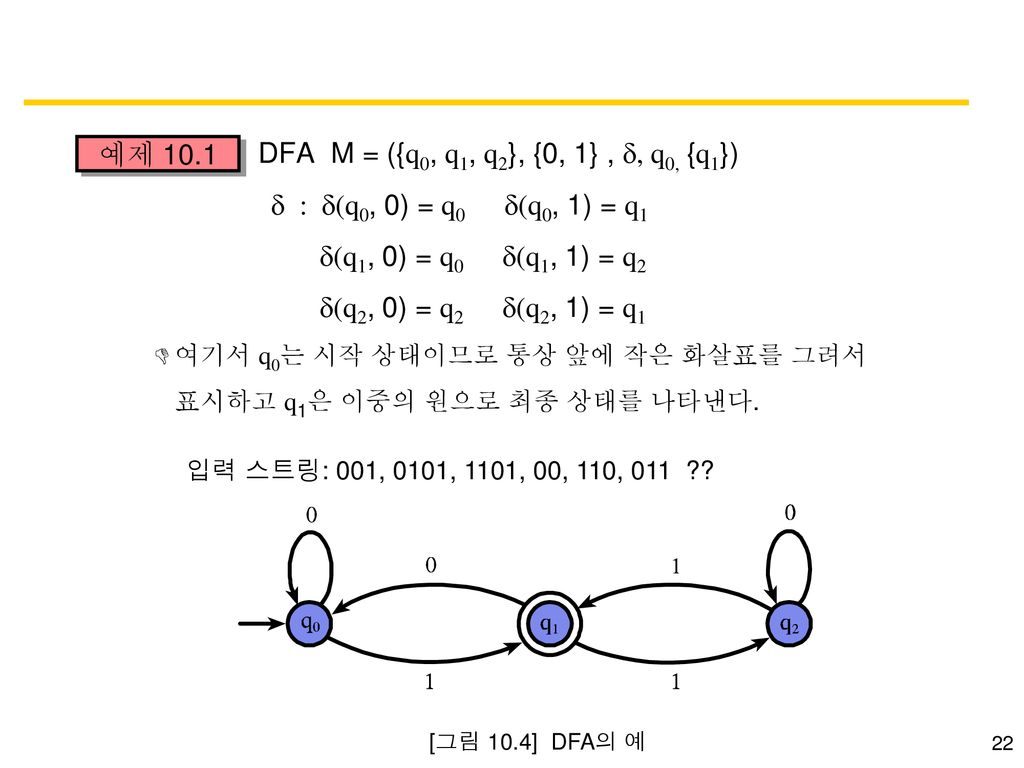 예제 10.1 DFA M = ({q0, q1, q2}, {0, 1} , δ, q0, {q1})
δ : δ(q0, 0) = q0 δ(q0, 1) = q1
δ(q1, 0) = q0 δ(q1, 1) = q2
δ(q2, 0) = q2 δ(q2, 1) = q1
여기서 q0는 시작 상태이므로 통상 앞에 작은 화살표를 그려서
표시하고 q1은 이중의 원으로 최종 상태를 나타낸다.
입력 스트링: 001, 0101, 1101, 00, 110, 011 ??
0 0
0 1
q0 q1 q2
1 1
[그림 10.4] DFA의 예
22